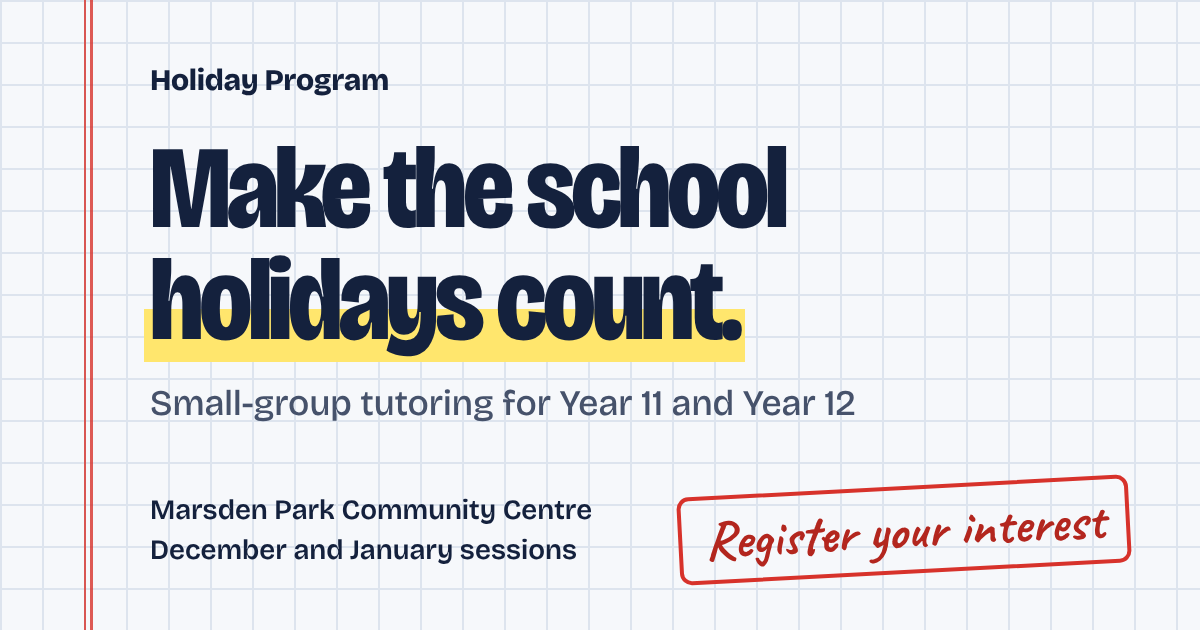 Holiday Program
Make the school
holidays count.
Small-group tutoring for Year 11 and Year 12
Marsden Park Community Centre
December and January sessions
Register your interest